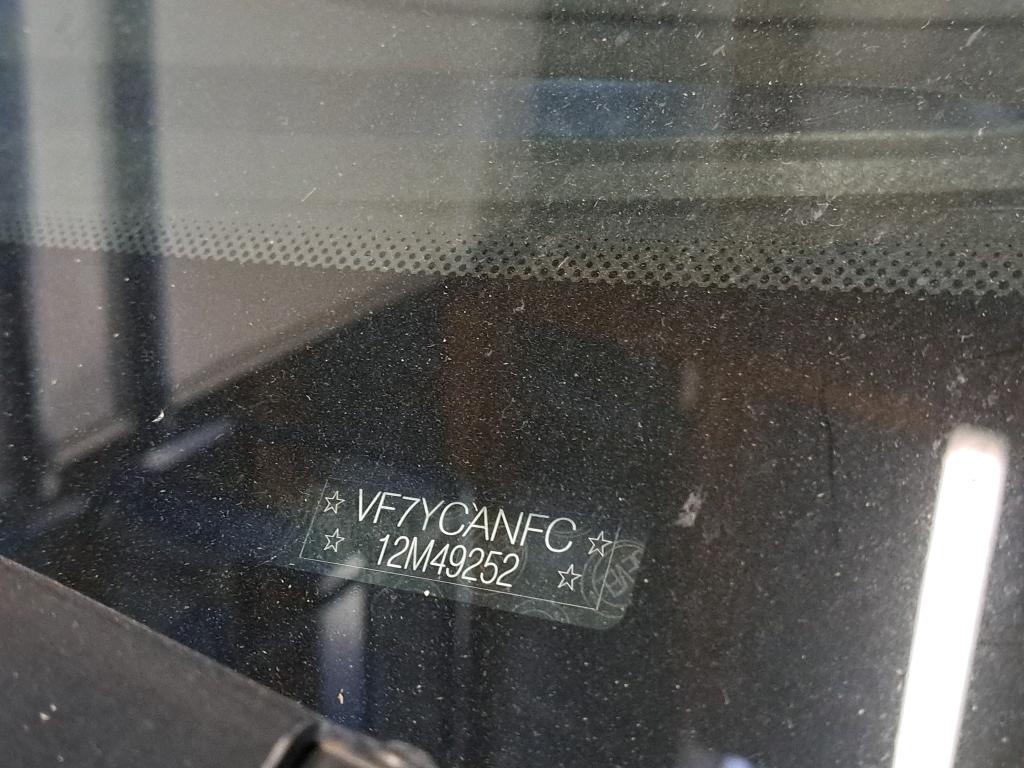 ☆ VF7YCANFC ☆
☆ 12M49252 ☆